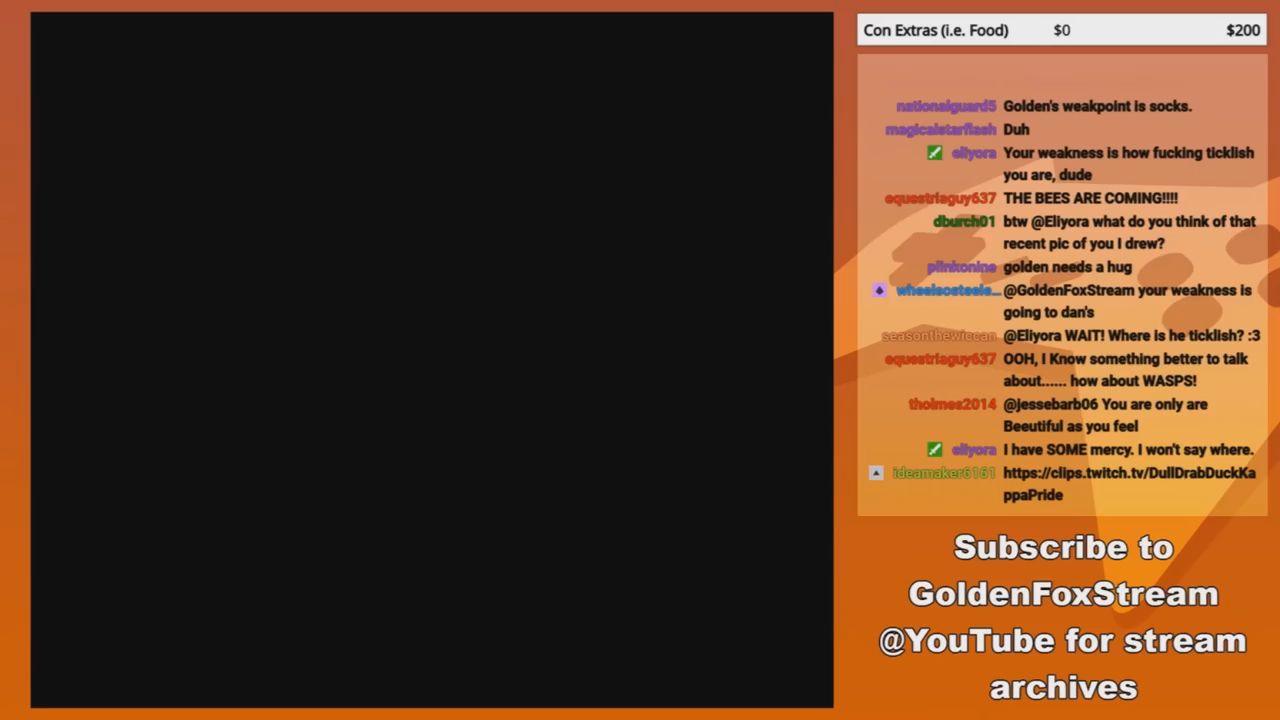 Con Extras (i.e. Food) $0 $200
nationalguard5 Golden's weakpoint is socks.
magicalstarflash Duh
eliyora Your weakness is how fucking ticklish
you are, dude
equestriaguy637 THE BEES ARE COMING!!!!
dburch01 btw @Eliyora what do you think of that
recent pic of you I drew?
plinkonine golden needs a hug
wheelsosteele... @GoldenFoxStream your weakness is
going to dan's
seasonthewiccan @Eliyora WAIT! Where is he ticklish? :3
equestriaguy637 OOH, I Know something better to talk
about...... how about WASPS!
tholmes2014 @jessebarb06 You are only are
Beeutiful as you feel
eliyora I have SOME mercy. I won't say where.
ideamaker6161 https://clips.twitch.tv/DullDrabDuckKa
ppaPride
Subscribe to
GoldenFoxStream
@YouTube for stream
archives